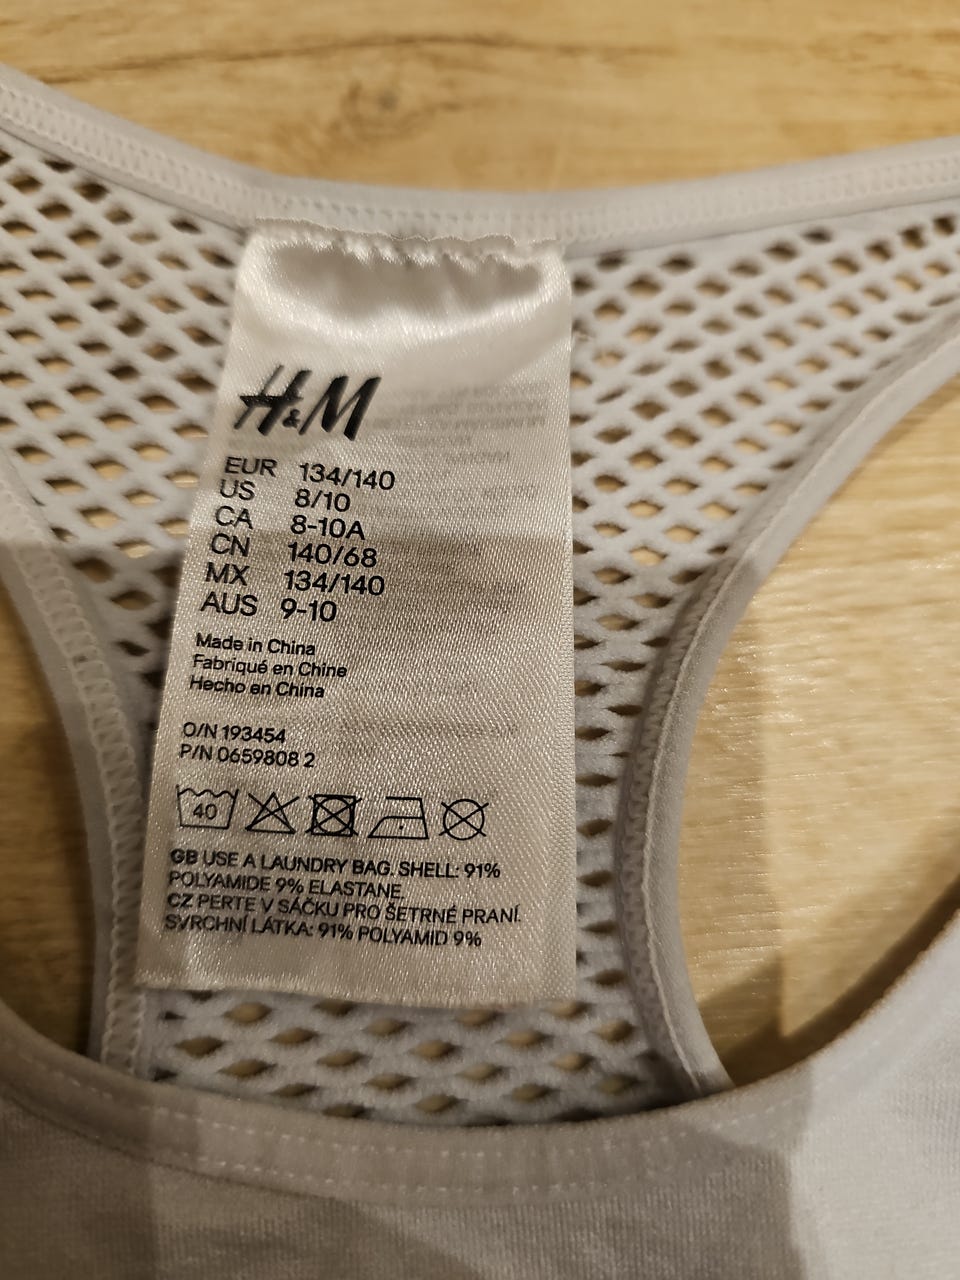 H&M
EUR 134/140
US 8/10
CA 8-10A
CN 140/68
MX 134/140
AUS 9-10
Made in China
Fabriqué en Chine
Hecho en China
O/N 193454
P/N 0659808 2
40
GB USE A LAUNDRY BAG. SHELL: 91%
POLYAMIDE 9% ELASTANE.
CZ PERTE V SÁČKU PRO ŠETRNÉ PRANÍ.
SVRCHNÍ LÁTKA: 91% POLYAMID 9%